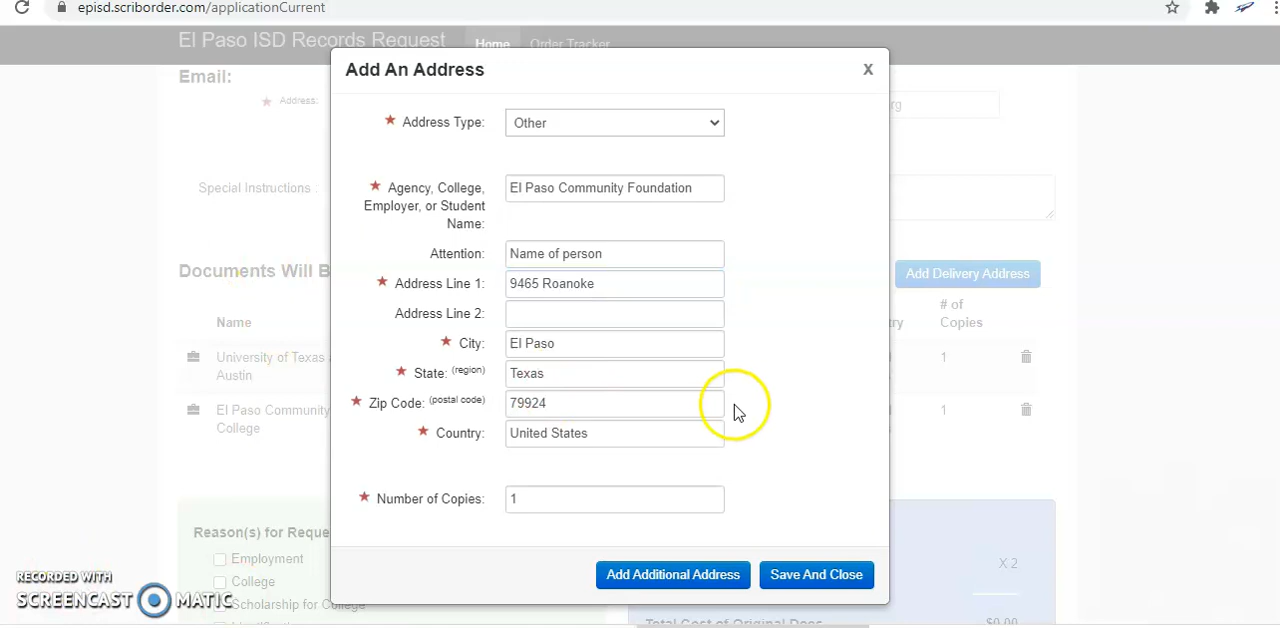 episd.scriborder.com/applicationCurrent
El Paso ISD Records Request Home Order Tracker
Email:
Add An Address X
* Address:
* Address Type: Other
rg
Special Instructions :
* Agency, College, Employer, or Student Name: El Paso Community Foundation
Attention: Name of person
Documents Will B
Add Delivery Address
* Address Line 1: 9465 Roanoke
Address Line 2:
Name
# of Copies
* City: El Paso
University of Texas
Austin
1
* State: (region) Texas
* Zip Code: (postal code) 79924
El Paso Community
College
1
* Country: United States
* Number of Copies: 1
Reason(s) for Reque
Employment
College
Scholarship for College
X 2
Add Additional Address Save And Close
Total Cost of Original Docs
$0.00
RECORDED WITH
SCREENCAST MATIC